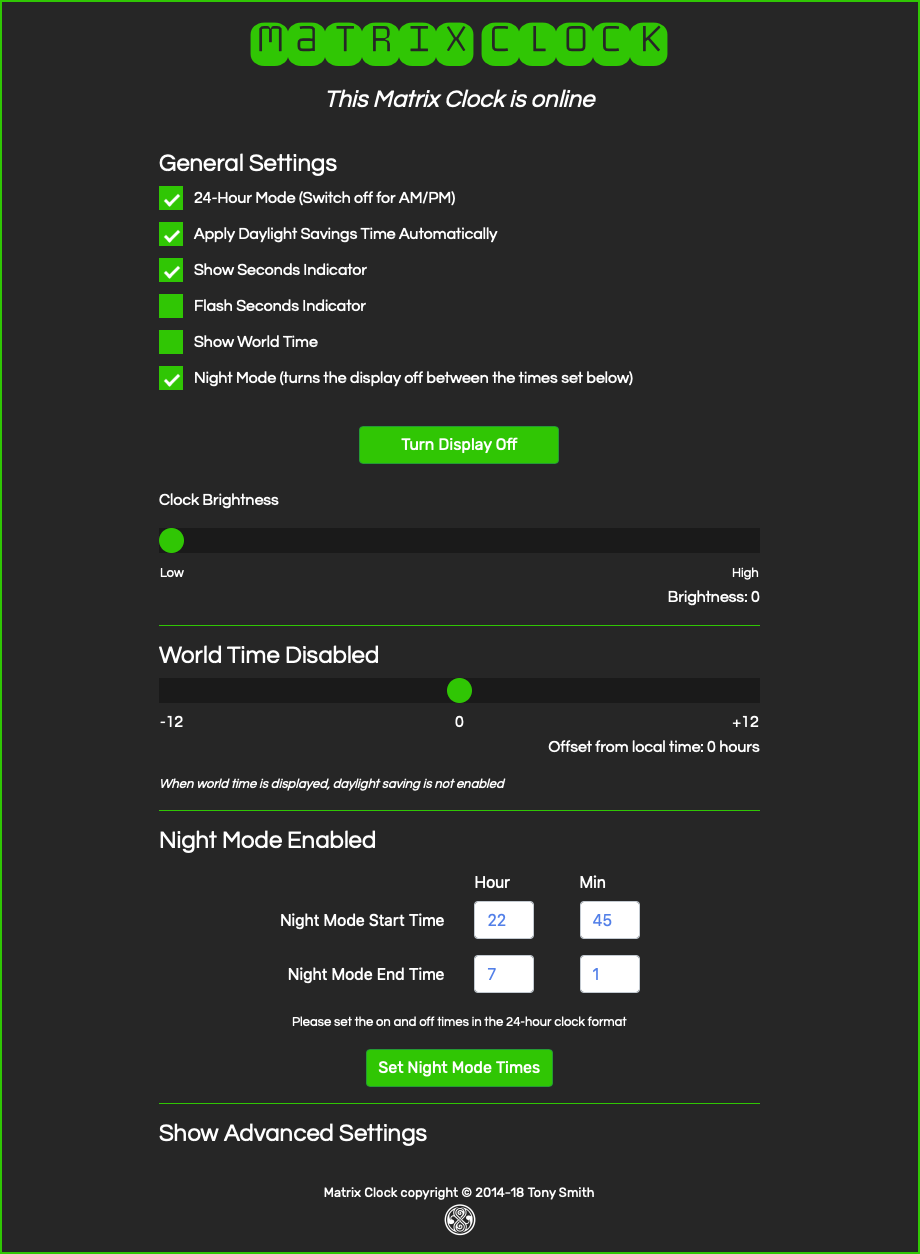 MaTRIX CLOCK
This Matrix Clock is online
General Settings
24-Hour Mode (Switch off for AM/PM)
Apply Daylight Savings Time Automatically
Show Seconds Indicator
Flash Seconds Indicator
Show World Time
Night Mode (turns the display off between the times set below)
Turn Display Off
Clock Brightness
Low High
Brightness: 0
World Time Disabled
-12 0 +12
Offset from local time: 0 hours
When world time is displayed, daylight saving is not enabled
Night Mode Enabled
Hour Min
Night Mode Start Time 22 45
Night Mode End Time 7 1
Please set the on and off times in the 24-hour clock format
Set Night Mode Times
Show Advanced Settings
Matrix Clock copyright © 2014-18 Tony Smith